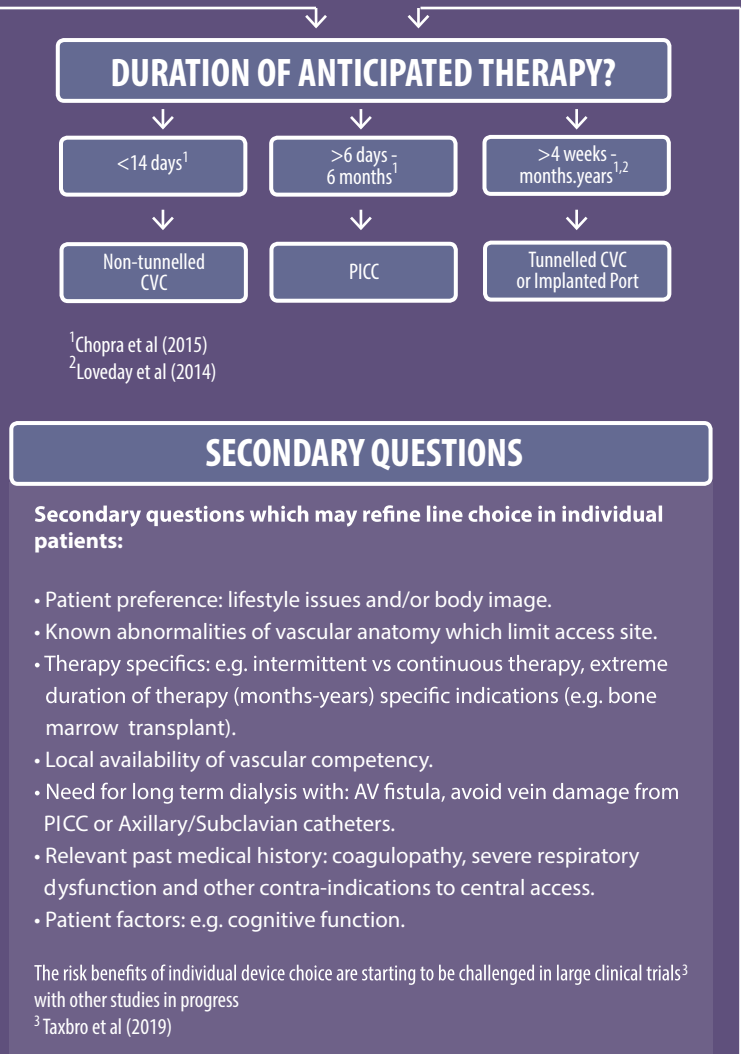 DURATION OF ANTICIPATED THERAPY?
<14 days1
>6 days -
6 months1
>4 weeks -
months.years1,2
Non-tunnelled
CVC
PICC
Tunnelled CVC
or Implanted Port
1Chopra et al (2015)
2Loveday et al (2014)
SECONDARY QUESTIONS
Secondary questions which may refine line choice in individual
patients:
• Patient preference: lifestyle issues and/or body image.
• Known abnormalities of vascular anatomy which limit access site.
• Therapy specifics: e.g. intermittent vs continuous therapy, extreme
duration of therapy (months-years) specific indications (e.g. bone
marrow transplant).
• Local availability of vascular competency.
• Need for long term dialysis with: AV fistula, avoid vein damage from
PICC or Axillary/Subclavian catheters.
• Relevant past medical history: coagulopathy, severe respiratory
dysfunction and other contra-indications to central access.
• Patient factors: e.g. cognitive function.
The risk benefits of individual device choice are starting to be challenged in large clinical trials3
with other studies in progress
3 Taxbro et al (2019)